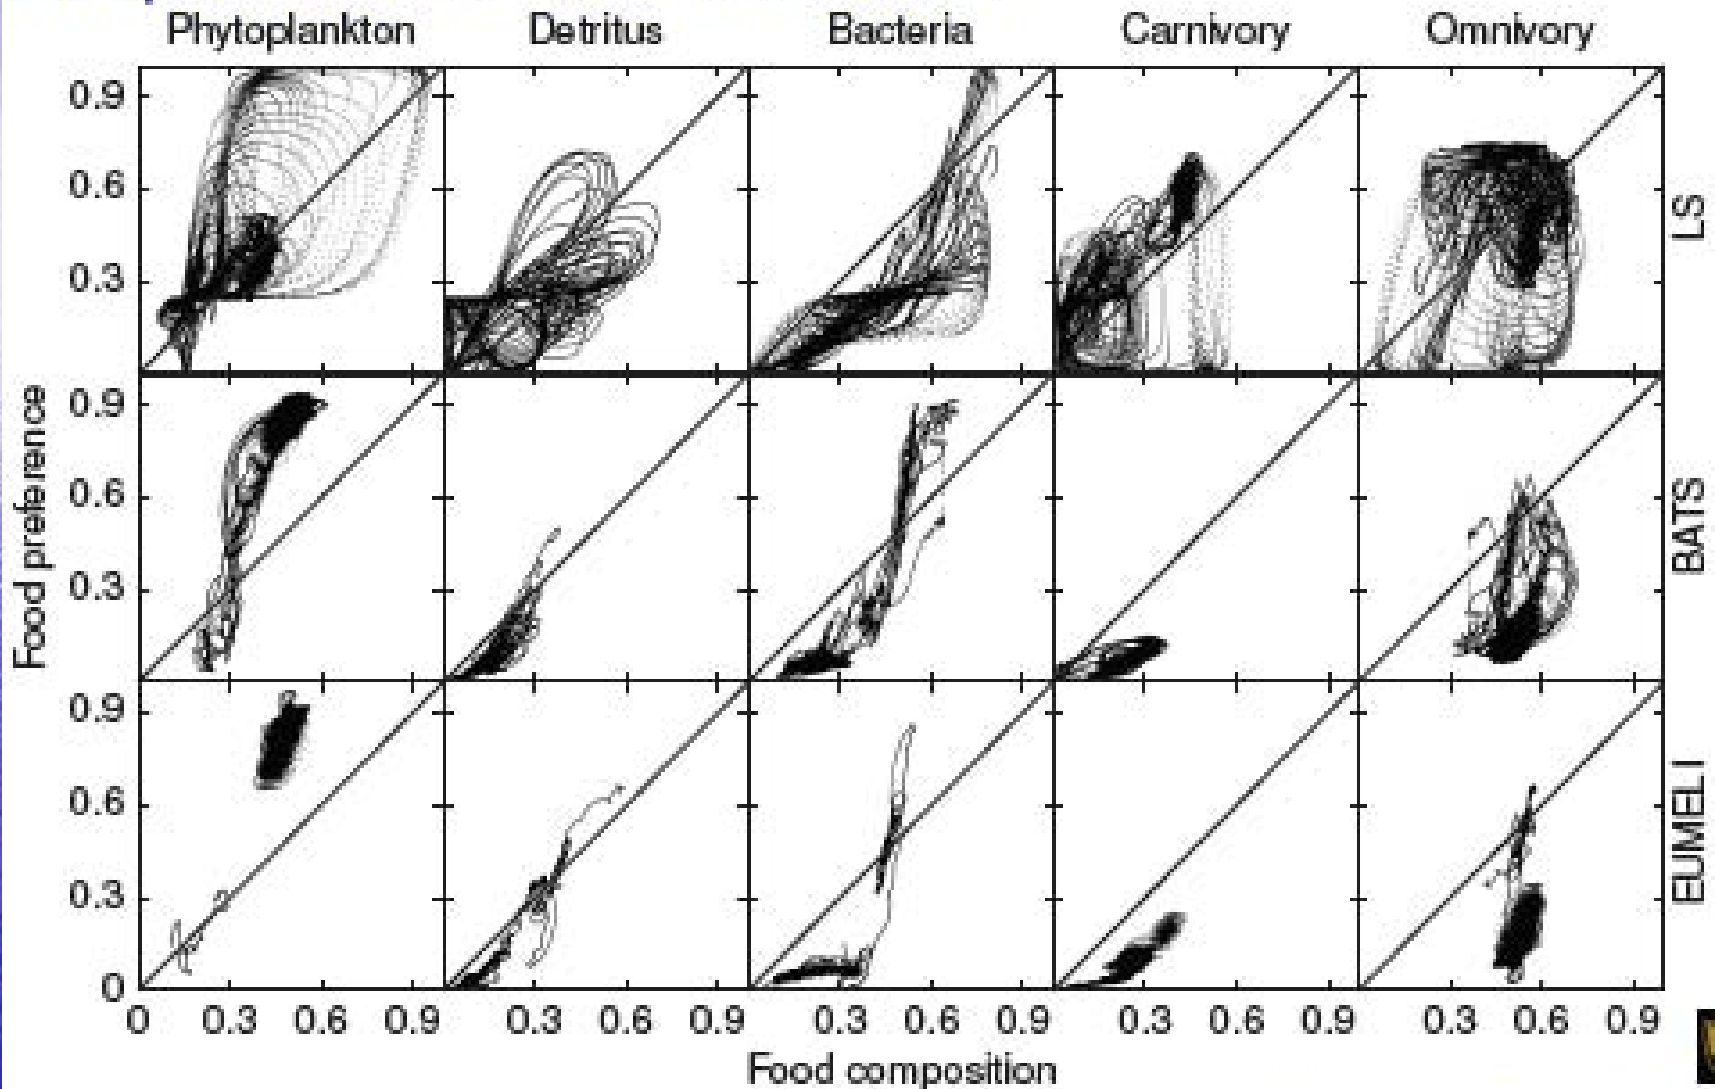 Phytoplankton Detritus Bacteria Carnivory Omnivory
0.9
0.6
0.3
LS
0.9
0.6
0.3
BATS
Food preference
0.9
0.6
0.3
0
EUMELI
0 0.3 0.6 0.9 0.3 0.6 0.9 0.3 0.6 0.9 0.3 0.6 0.9 0.3 0.6 0.9
Food composition